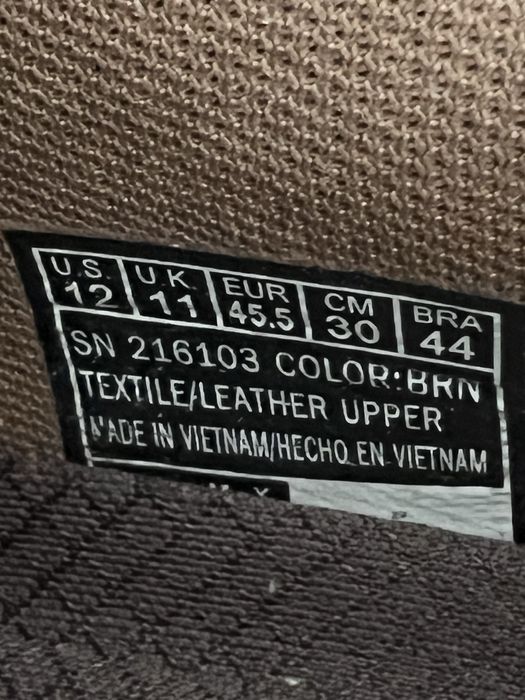 U.S. U.K. EUR CM BRA
12 11 45.5 30 44
SN 216103 COLOR:BRN
TEXTILE/LEATHER UPPER
MADE IN VIETNAM/HECHO EN VIETNAM